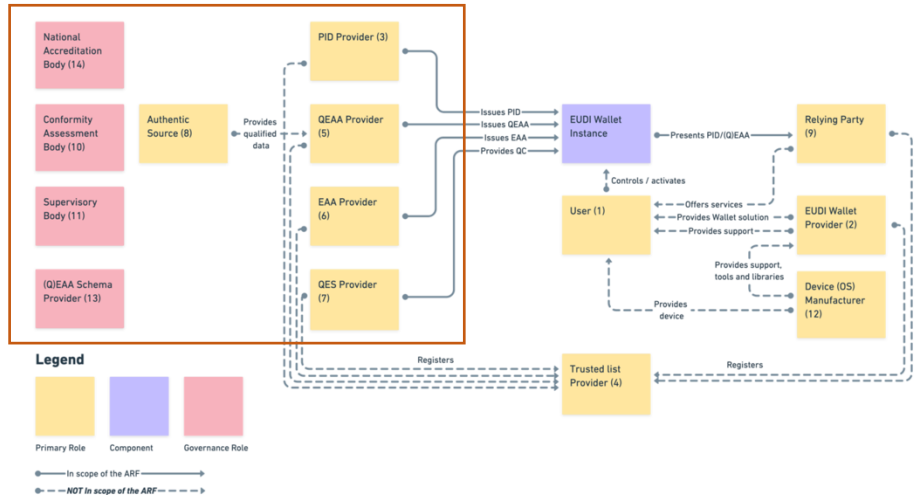 National
Accreditation
Body (14)
Conformity
Assessment
Body (10)
Supervisory
Body (11)
(Q)EAA Schema
Provider (13)
Authentic
Source (8)
Provides
qualified
data
PID Provider (3)
QEAA Provider
(5)
EAA Provider
(6)
QES Provider
(7)
Issues PID
Issues QEAA
Issues EAA
Provides QC
EUDI Wallet
Instance
Presents PID/(Q)EAA
Relying Party
(9)
Controls / activates
User (1)
Offers services
Provides Wallet solution
Provides support
EUDI Wallet
Provider (2)
Provides support,
tools and libraries
Provides
device
Device (OS)
Manufacturer
(12)
Registers
Trusted list
Provider (4)
Registers
Legend
Primary Role
Component
Governance Role
In scope of the ARF
NOT In scope of the ARF